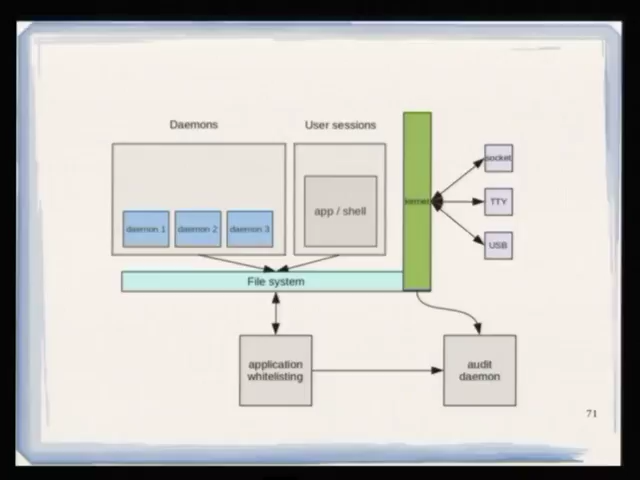 Daemons
User sessions
daemon 1
daemon 2
daemon 3
app / shell
kernel
socket
TTY
USB
File system
application
whitelisting
audit
daemon
71